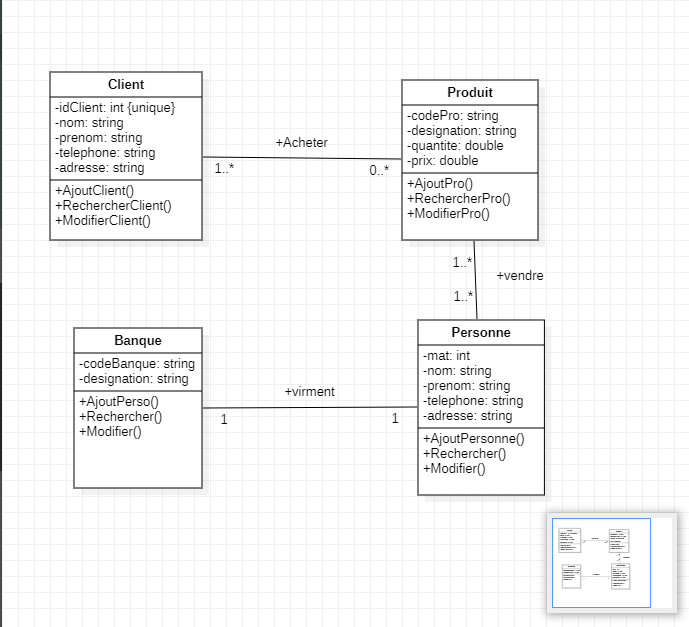 Client
-idClient: int {unique}
-nom: string
-prenom: string
-telephone: string
-adresse: string
+AjoutClient()
+RechercherClient()
+ModifierClient()
+Acheter
1..*
0..*
Produit
-codePro: string
-designation: string
-quantite: double
-prix: double
+AjoutPro()
+RechercherPro()
+ModifierPro()
1..*
+vendre
1..*
Banque
-codeBanque: string
-designation: string
+AjoutPerso()
+Rechercher()
+Modifier()
+virment
1
1
Personne
-mat: int
-nom: string
-prenom: string
-telephone: string
-adresse: string
+AjoutPersonne()
+Rechercher()
+Modifier()